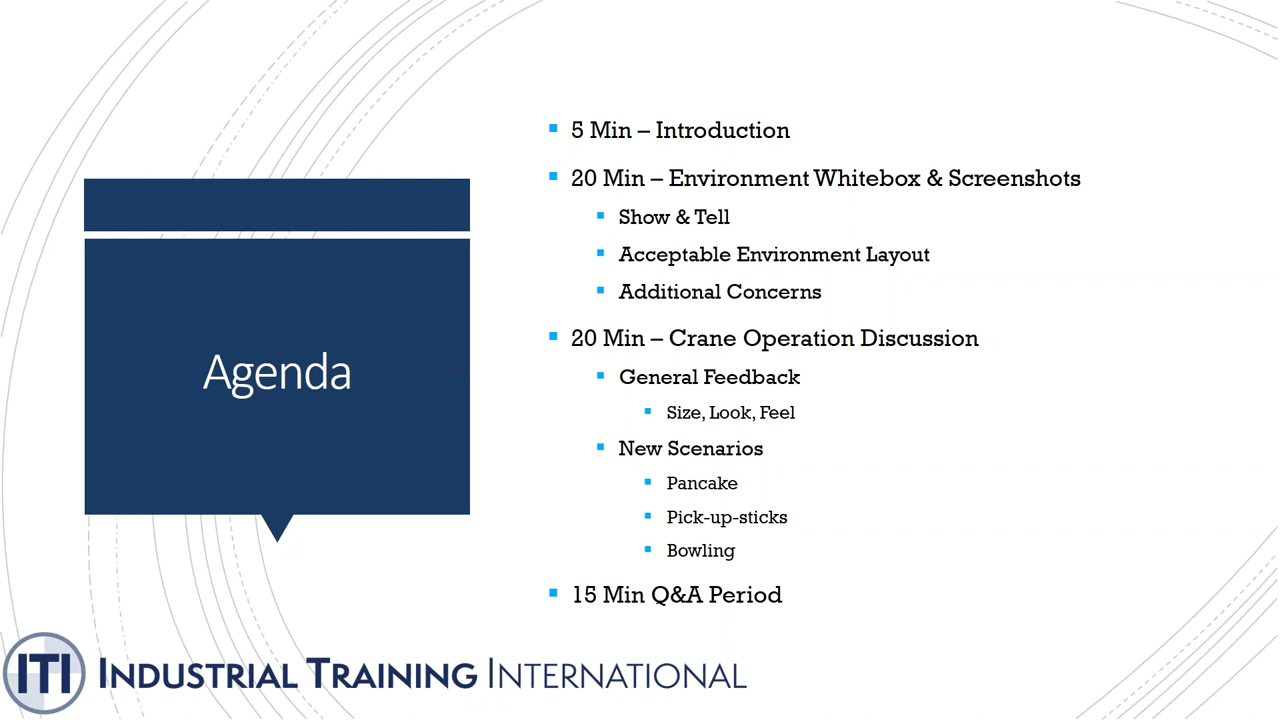 Agenda
5 Min – Introduction
20 Min – Environment Whitebox & Screenshots
Show & Tell
Acceptable Environment Layout
Additional Concerns
20 Min – Crane Operation Discussion
General Feedback
Size, Look, Feel
New Scenarios
Pancake
Pick-up-sticks
Bowling
15 Min Q&A Period
ITI INDUSTRIAL TRAINING INTERNATIONAL